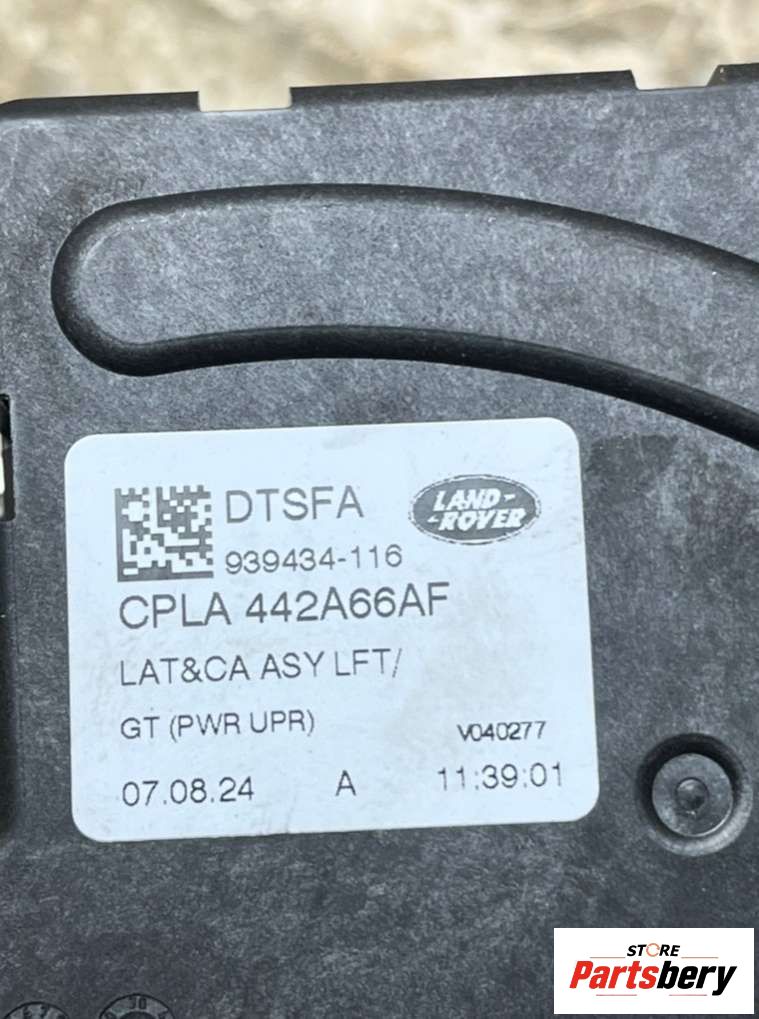 DTSFA
LAND-
-ROVER
939434-116
CPLA 442A66AF
LAT&CA ASY LFT/
GT (PWR UPR)
V040277
07.08.24 A 11:39:01
STORE
Partsbery